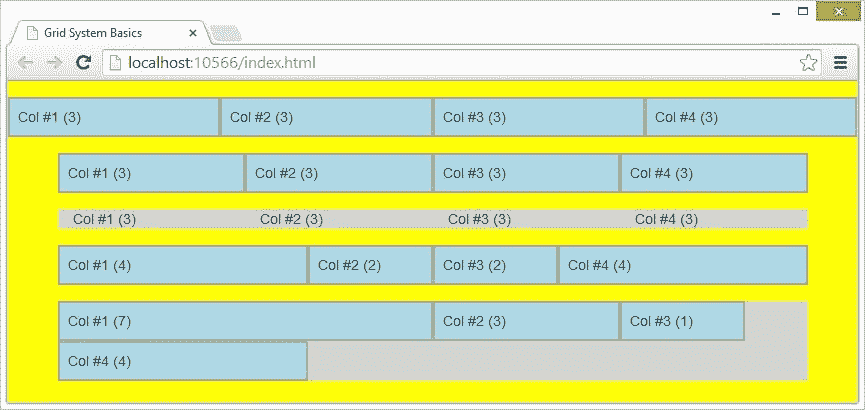 Grid System Basics
localhost:10566/index.html
Col #1 (3) Col #2 (3) Col #3 (3) Col #4 (3)
Col #1 (3) Col #2 (3) Col #3 (3) Col #4 (3)
Col #1 (3) Col #2 (3) Col #3 (3) Col #4 (3)
Col #1 (4) Col #2 (2) Col #3 (2) Col #4 (4)
Col #1 (7) Col #2 (3) Col #3 (1)
Col #4 (4)